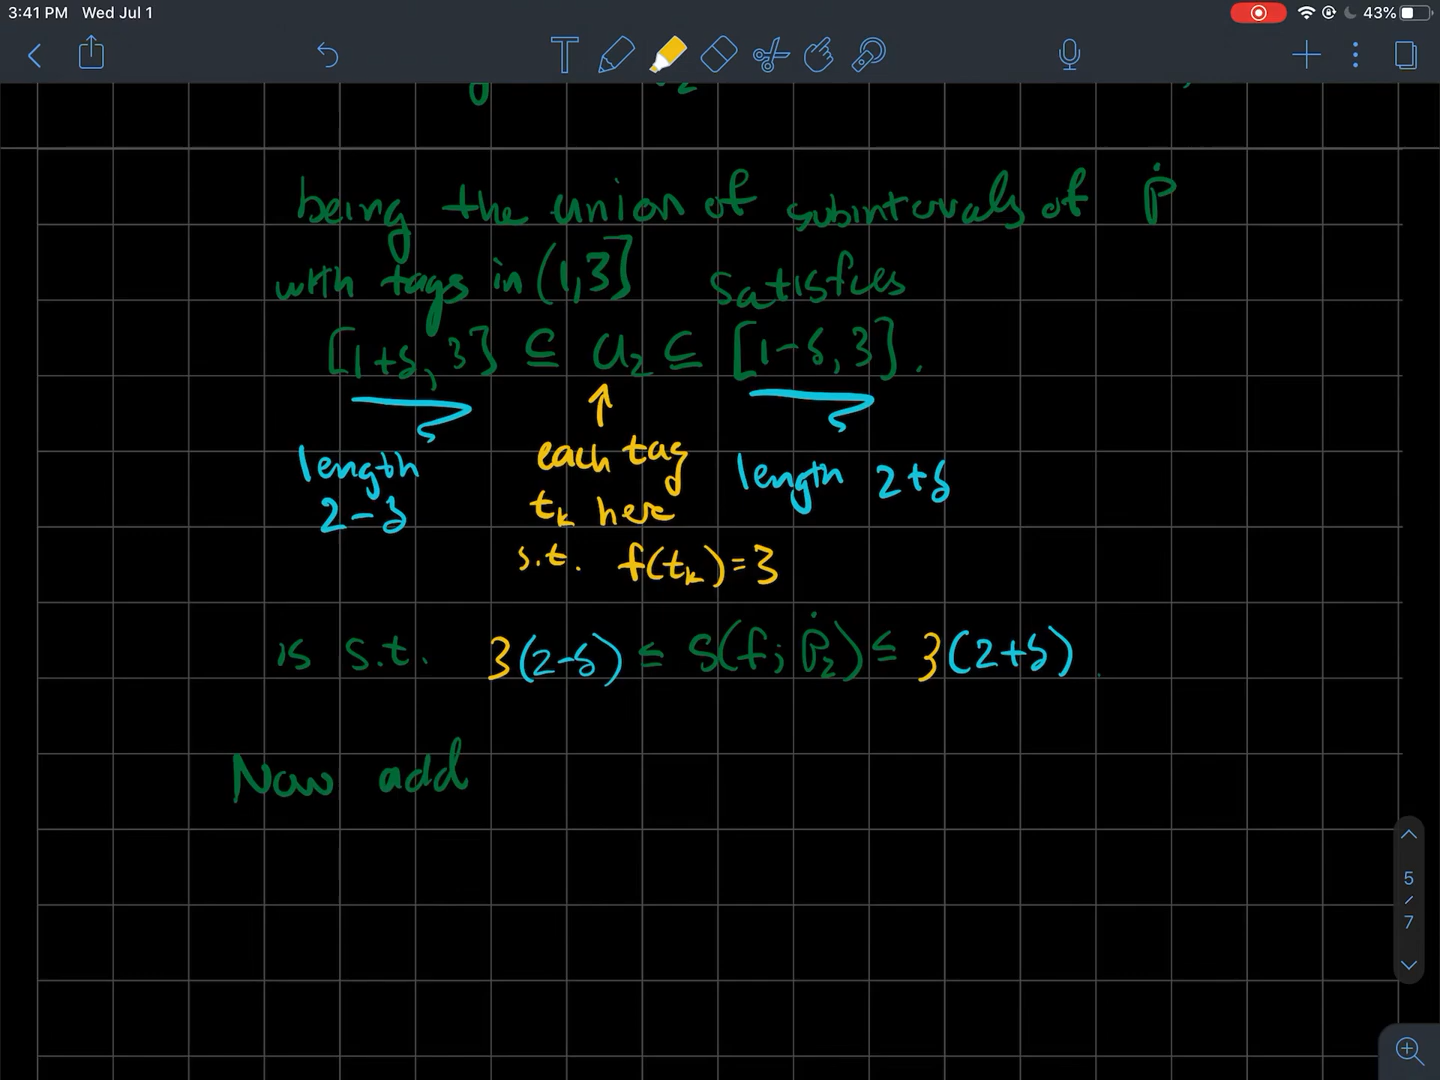 3:41 PM Wed Jul 1 43%
T
being the union of subintervals of Ṗ
with tags in (1,3] satisfies
[1+δ, 3] ⊆ U₂ ⊆ [1-δ, 3].
length 2-δ
each tag
tₖ here
s.t. f(tₖ)=3
length 2+δ
is s.t. 3(2-δ) ≤ S(f; Ṗ₂) ≤ 3(2+δ).
Now add
5
/
7